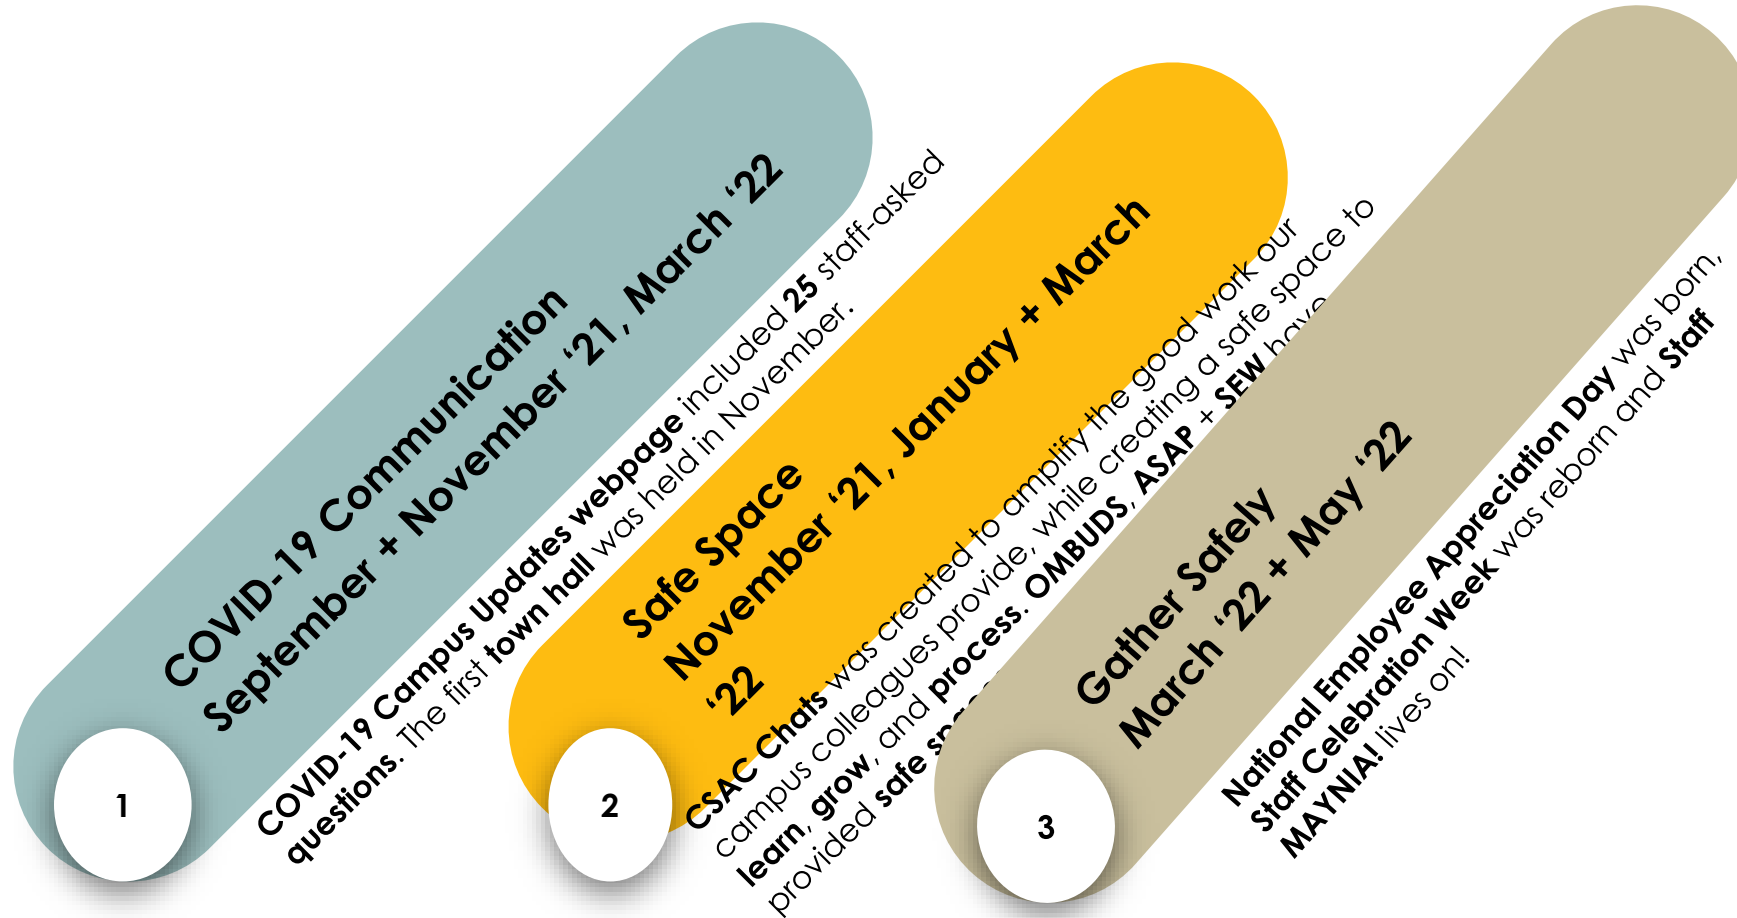 COVID-19 Communication
September + November ‘21, March ‘22
1
COVID-19 Campus Updates webpage included 25 staff-asked
questions. The first town hall was held in November.
Safe Space
November ‘21, January + March
‘22
2
CSAC Chats was created to amplify the good work our
campus colleagues provide, while creating a safe space to
learn, grow, and process. OMBUDS, ASAP + SEW have
provided safe
Gather Safely
March ‘22 + May ‘22
3
National Employee Appreciation Day was born,
Staff Celebration Week was reborn and Staff
MAYNIA! lives on!